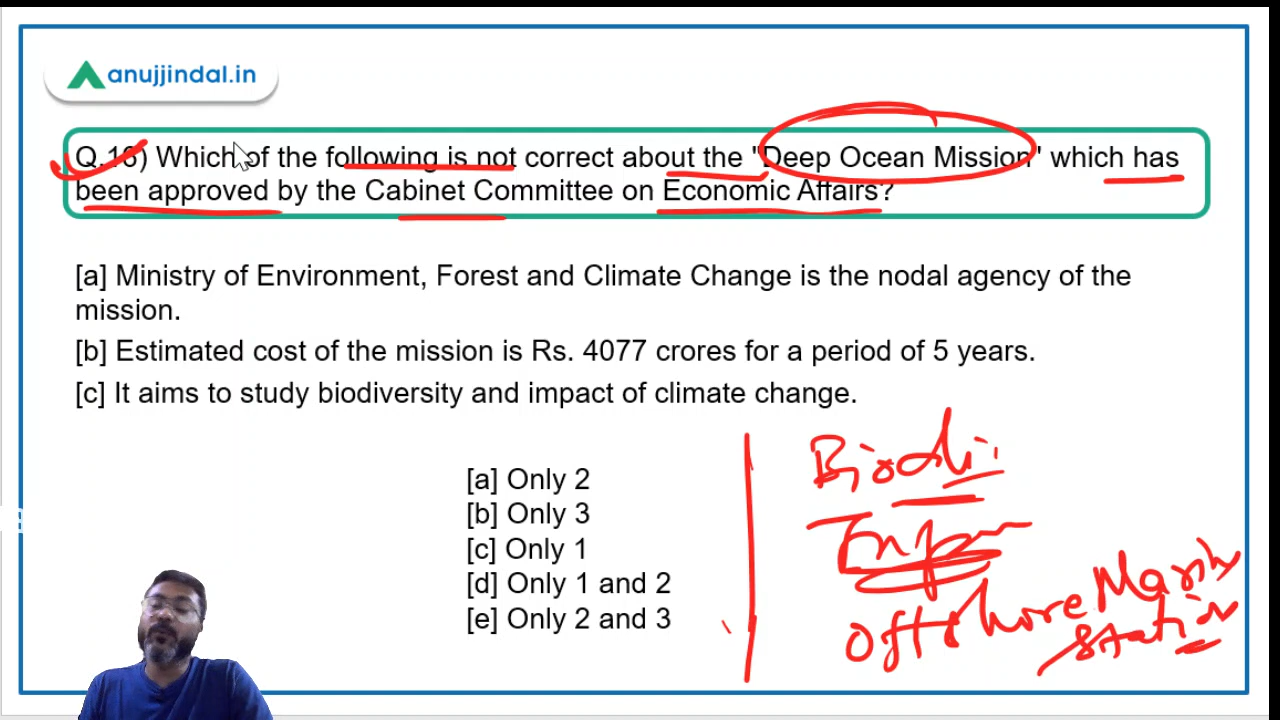 anujjindal.in
Q.18) Which of the following is not correct about the "Deep Ocean Mission" which has
been approved by the Cabinet Committee on Economic Affairs?
[a] Ministry of Environment, Forest and Climate Change is the nodal agency of the
mission.
[b] Estimated cost of the mission is Rs. 4077 crores for a period of 5 years.
[c] It aims to study biodiversity and impact of climate change.
[a] Only 2
[b] Only 3
[c] Only 1
[d] Only 1 and 2
[e] Only 2 and 3
Biodi
Offshore
Station